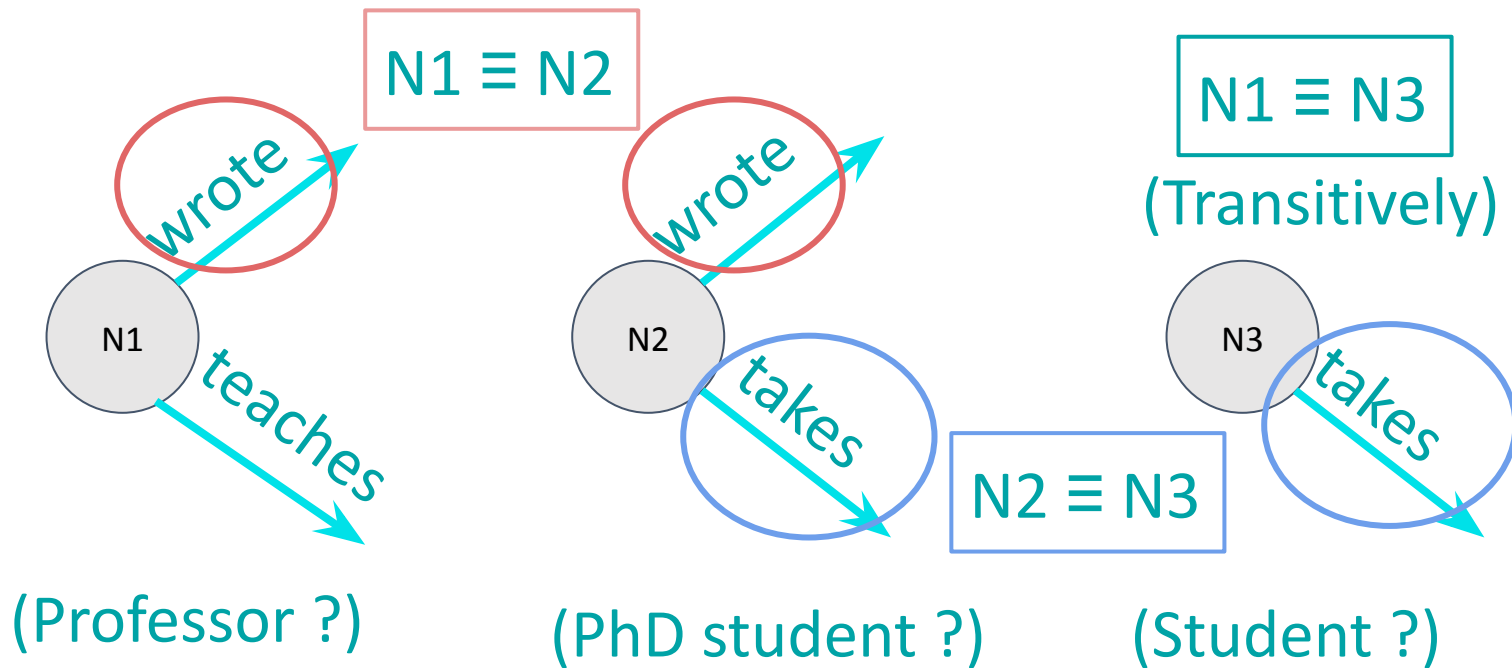 N1 ≡ N2
N1 ≡ N3
(Transitively)
wrote
wrote
N1
N2
N3
teaches
takes
takes
N2 ≡ N3
(Professor ?)
(PhD student ?)
(Student ?)